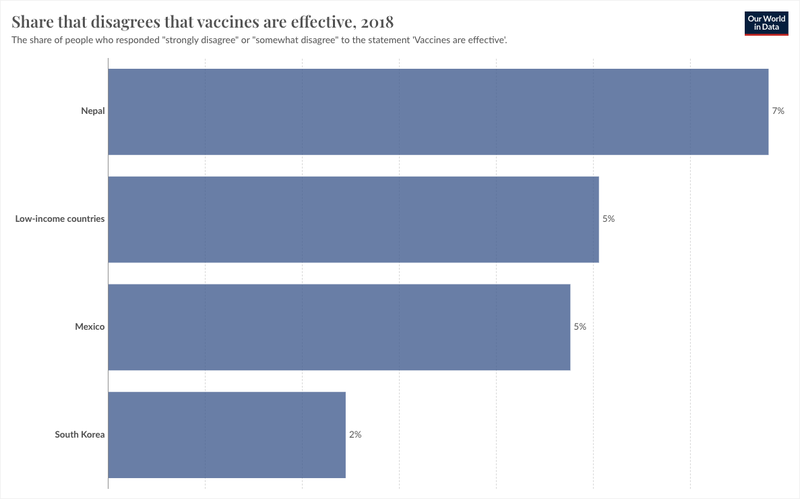 Share that disagrees that vaccines are effective, 2018
Our World
in Data
The share of people who responded "strongly disagree" or "somewhat disagree" to the statement 'Vaccines are effective'.
Nepal
7%
Low-income countries
5%
Mexico
5%
South Korea
2%